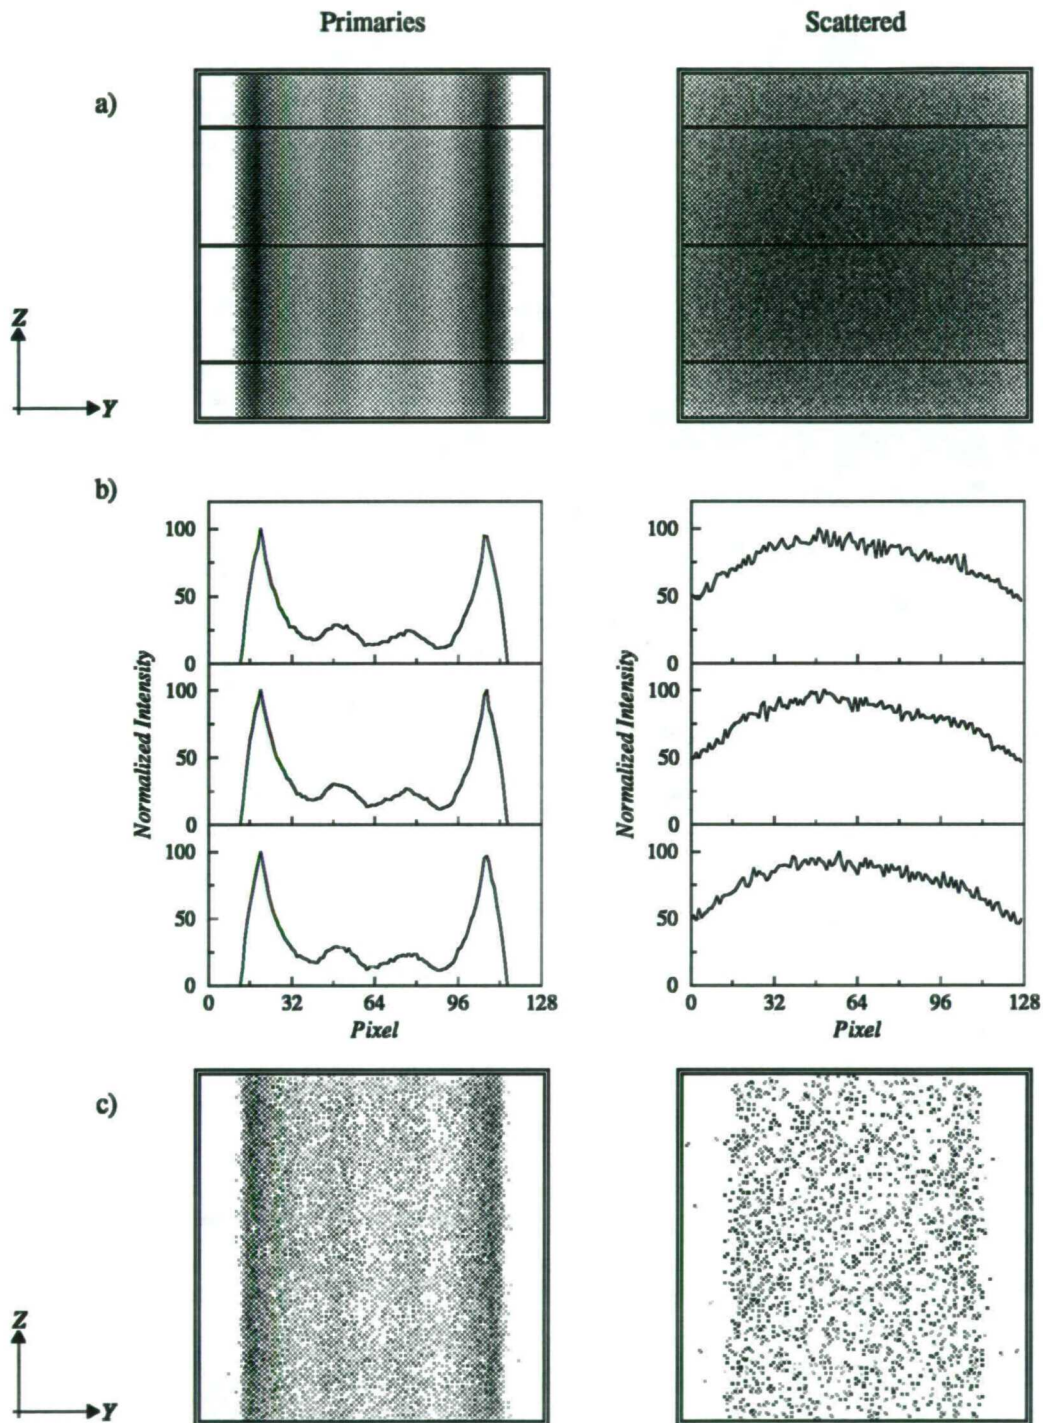 Primaries Scattered
a)
Z
Y
b)
100 100
50 50
0 0
100 100
50 50
0 0
100 100
50 50
0 0
Normalized Intensity Normalized Intensity
0 32 64 96 128 0 32 64 96 128
Pixel Pixel
c)
Z
Y